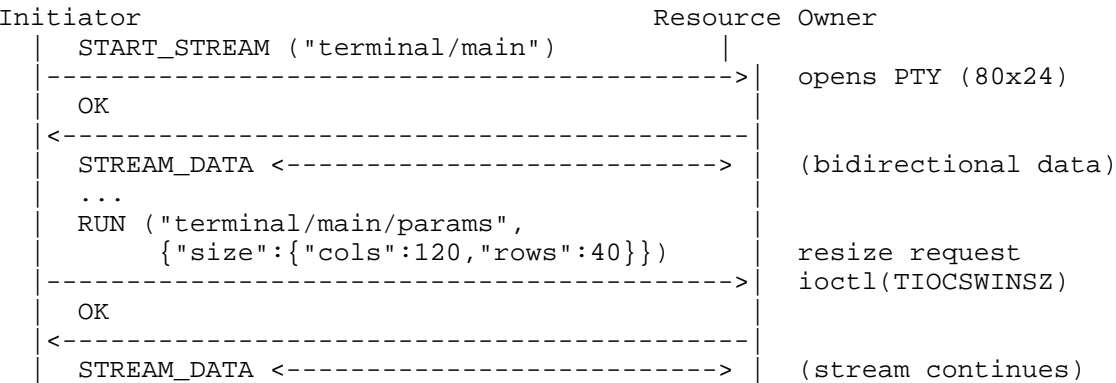 Initiator                                Resource Owner
  |  START_STREAM ("terminal/main")          |
  |------------------------------------------->|  opens PTY (80x24)
  |  OK                                        |
  |<-------------------------------------------|
  |  STREAM_DATA <---------------------------> |  (bidirectional data)
  |  ...                                       |
  |  RUN ("terminal/main/params",              |
  |       {"size":{"cols":120,"rows":40}})     |  resize request
  |------------------------------------------->|  ioctl(TIOCSWINSZ)
  |  OK                                        |
  |<-------------------------------------------|
  |  STREAM_DATA <---------------------------> |  (stream continues)